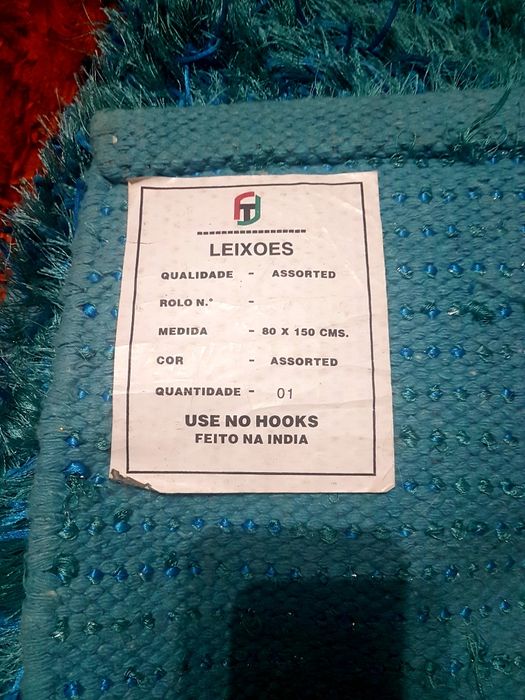 LEIXOES
QUALIDADE - ASSORTED
ROLO N.° -
MEDIDA - 80 X 150 CMS.
COR - ASSORTED
QUANTIDADE - 01
USE NO HOOKS
FEITO NA INDIA